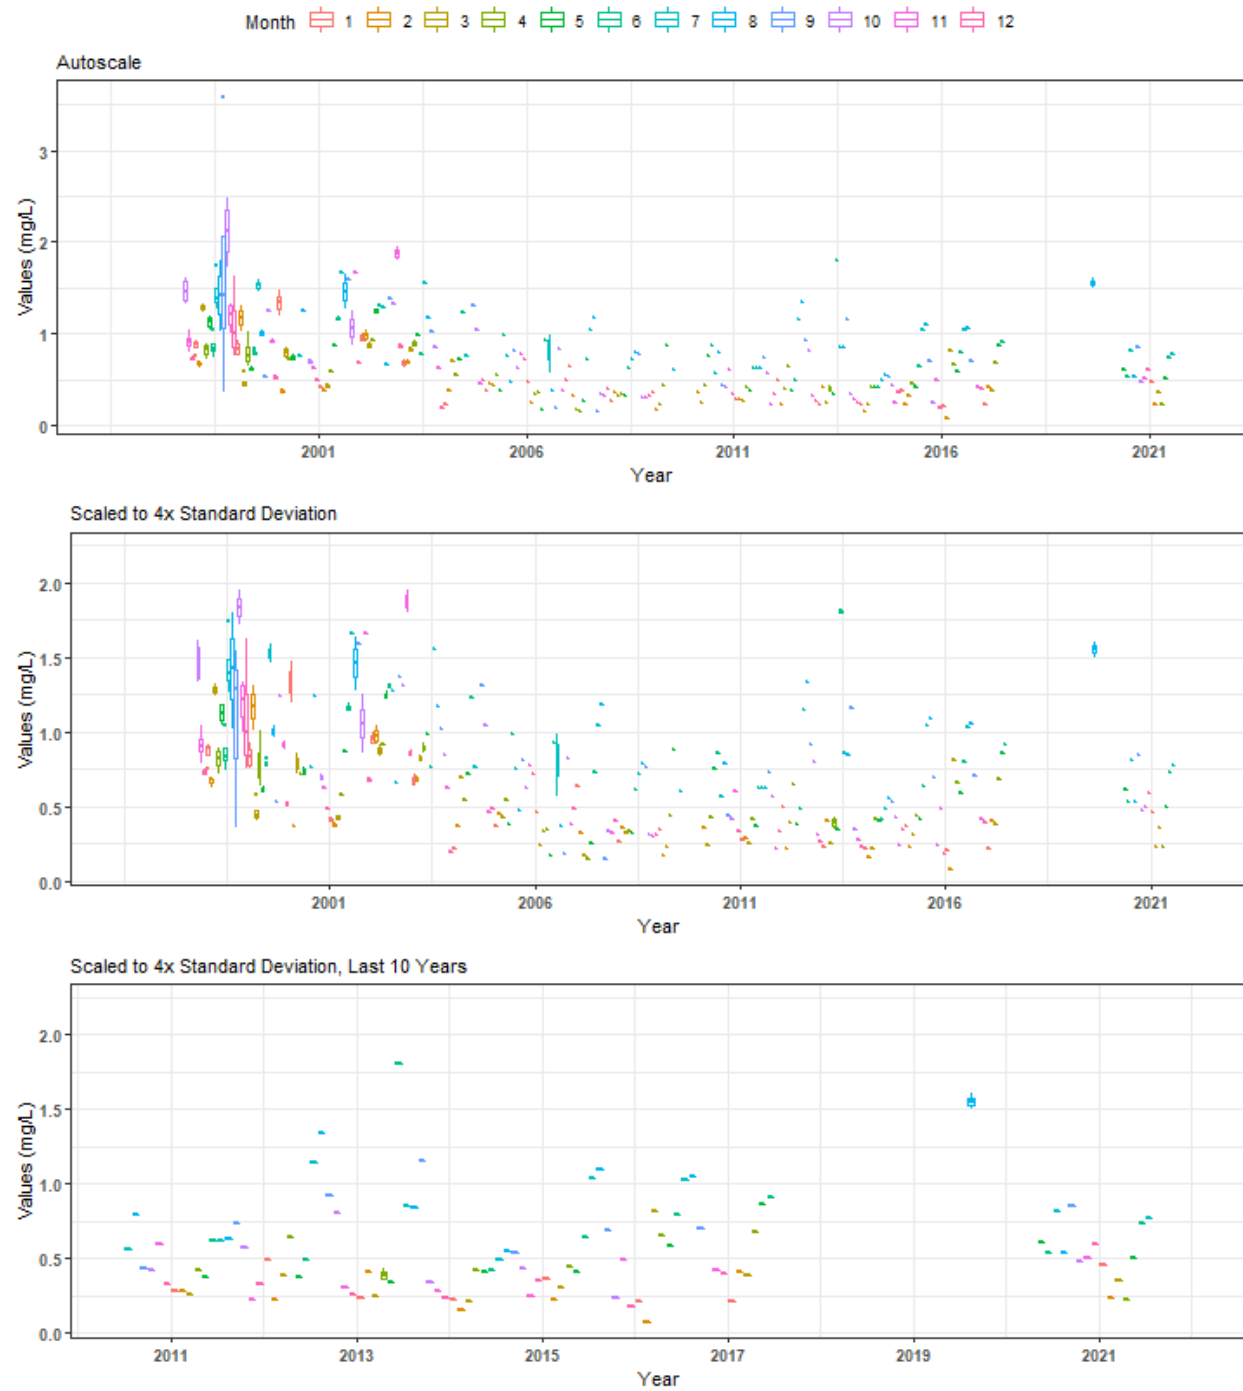 Month 1 2 3 4 5 6 7 8 9 10 11 12
Autoscale
Values (mg/L)
3
2
1
0
2001 2006 2011 2016 2021
Year
Scaled to 4x Standard Deviation
Values (mg/L)
2.0
1.5
1.0
0.5
0.0
2001 2006 2011 2016 2021
Year
Scaled to 4x Standard Deviation, Last 10 Years
Values (mg/L)
2.0
1.5
1.0
0.5
0.0
2011 2013 2015 2017 2019 2021
Year